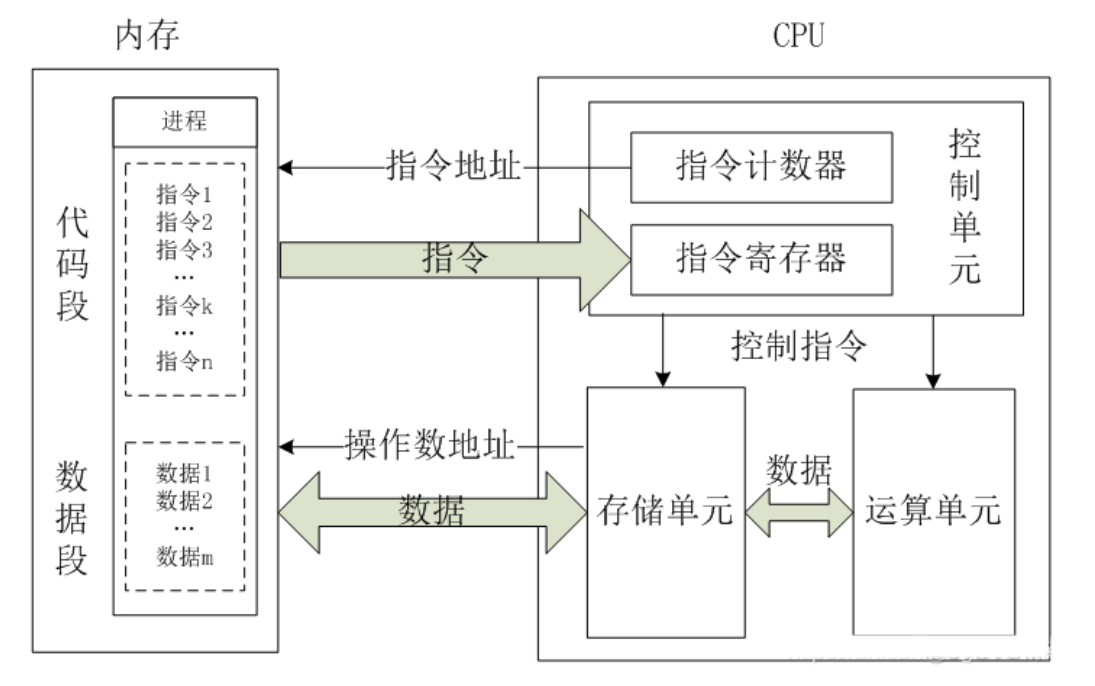 内存
CPU
进程
指令1
指令2
指令3
...
指令k
...
指令n
代码段
数据1
数据2
...
数据m
数据段
指令地址
指令
操作数地址
数据
指令计数器
指令寄存器
控制单元
控制指令
存储单元
数据
运算单元